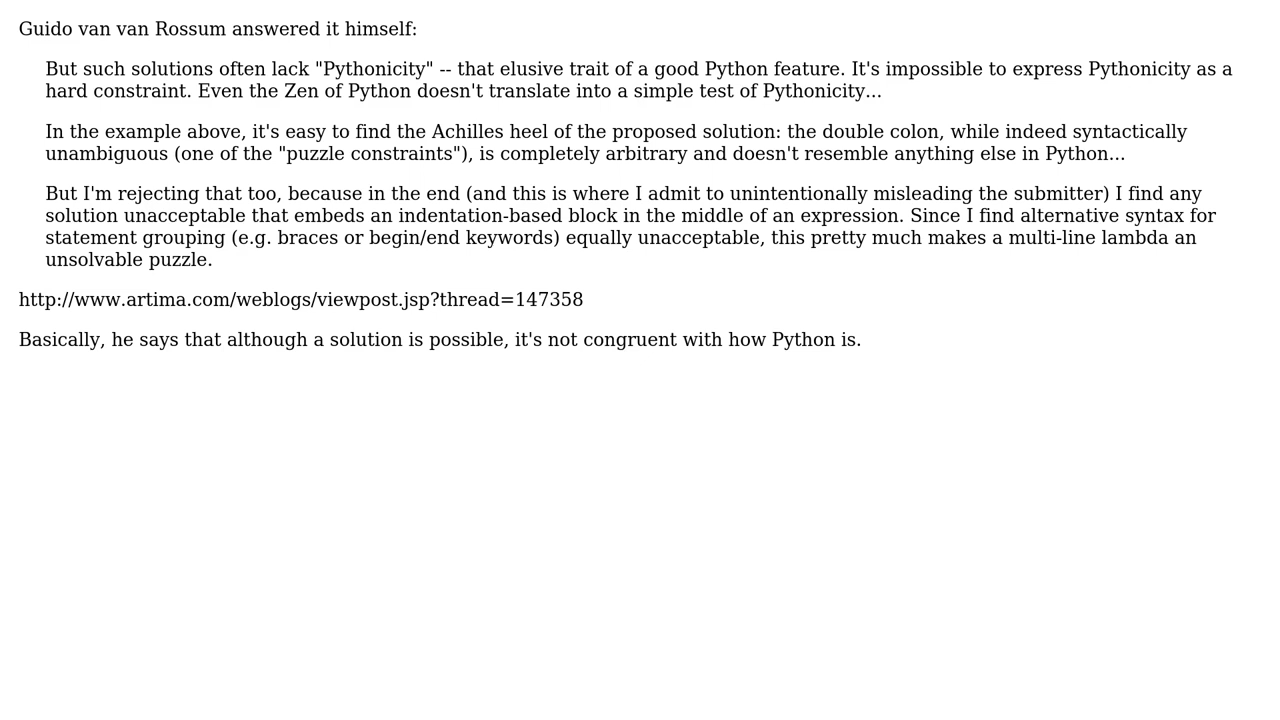 Guido van van Rossum answered it himself:
But such solutions often lack "Pythonicity" -- that elusive trait of a good Python feature. It's impossible to express Pythonicity as a
hard constraint. Even the Zen of Python doesn't translate into a simple test of Pythonicity...
In the example above, it's easy to find the Achilles heel of the proposed solution: the double colon, while indeed syntactically
unambiguous (one of the "puzzle constraints"), is completely arbitrary and doesn't resemble anything else in Python...
But I'm rejecting that too, because in the end (and this is where I admit to unintentionally misleading the submitter) I find any
solution unacceptable that embeds an indentation-based block in the middle of an expression. Since I find alternative syntax for
statement grouping (e.g. braces or begin/end keywords) equally unacceptable, this pretty much makes a multi-line lambda an
unsolvable puzzle.
http://www.artima.com/weblogs/viewpost.jsp?thread=147358
Basically, he says that although a solution is possible, it's not congruent with how Python is.